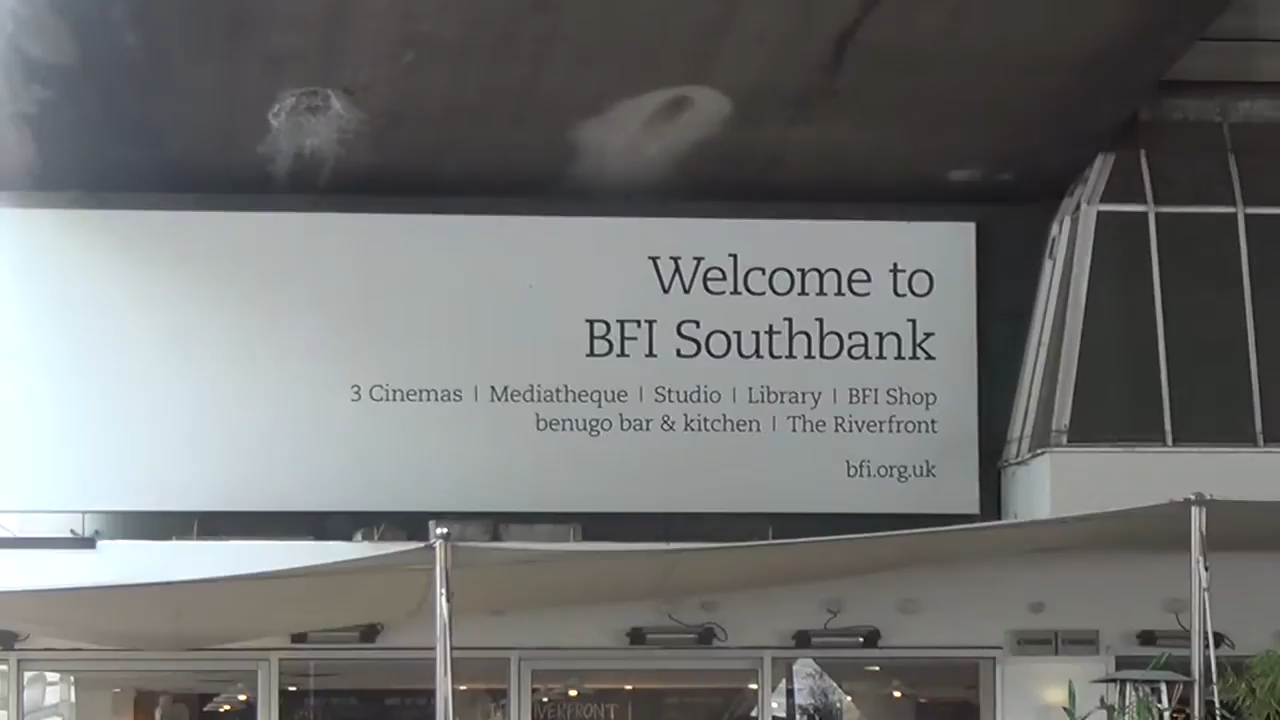 Welcome to
BFI Southbank
3 Cinemas | Mediatheque | Studio | Library | BFI Shop
benugo bar & kitchen | The Riverfront
bfi.org.uk
RIVERFRONT